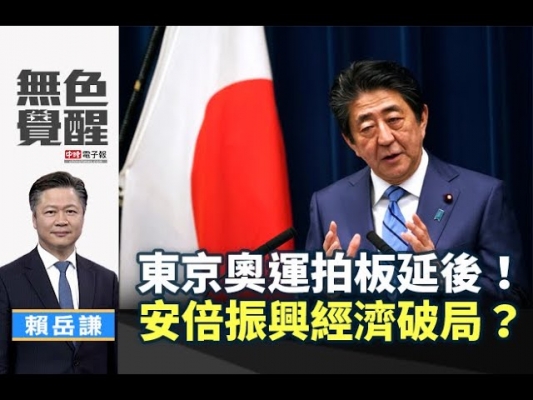 無色
覺醒
中時電子報
賴岳謙
東京奧運拍板延後！
安倍振興經濟破局？